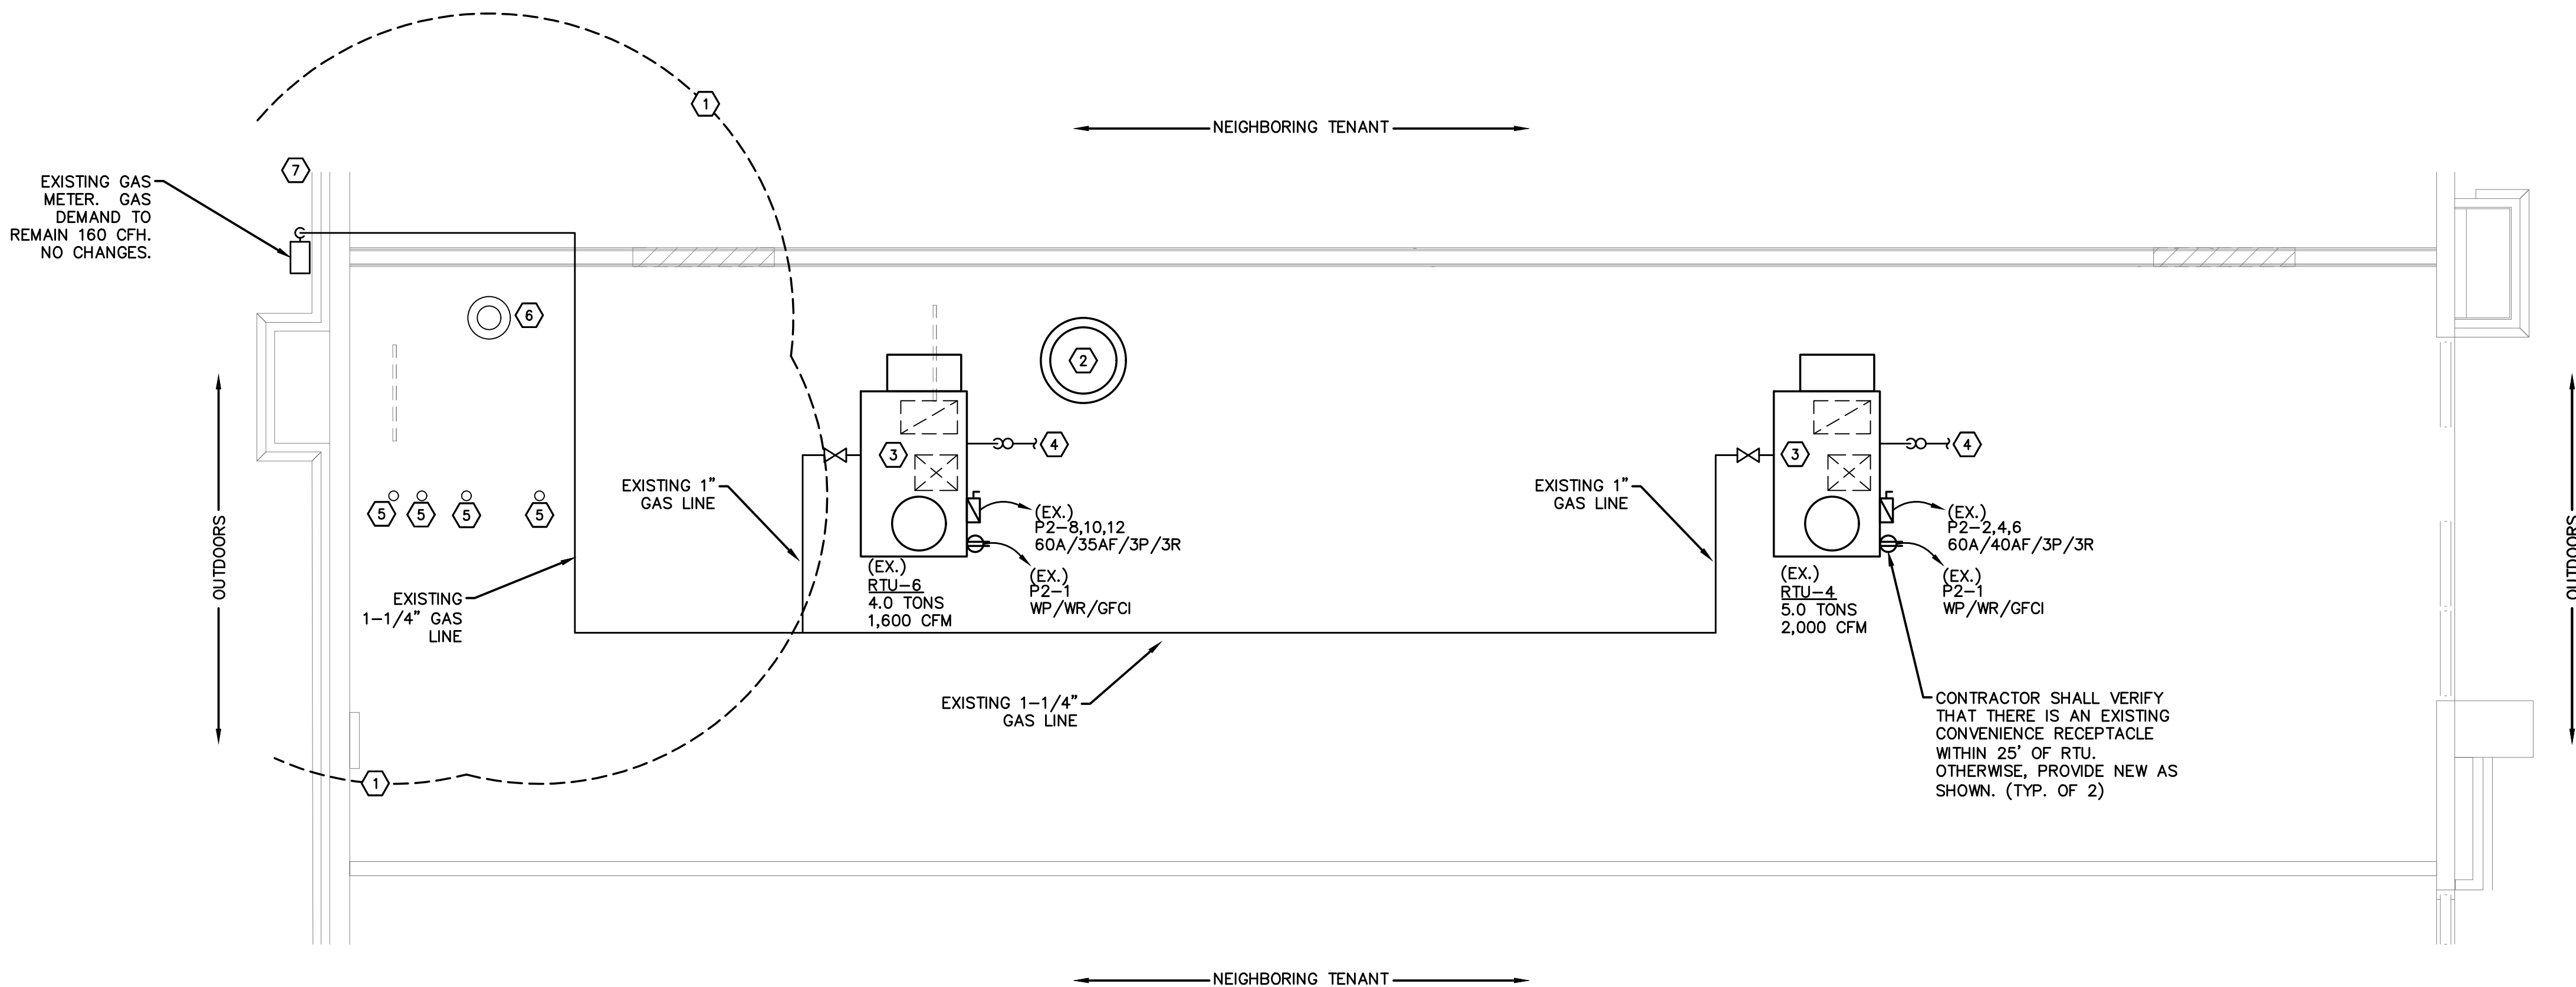 1
NEIGHBORING TENANT
7
EXISTING GAS
METER. GAS
DEMAND TO
REMAIN 160 CFH.
NO CHANGES.
6
2
3
4
3
4
EXISTING 1"
GAS LINE
EXISTING 1"
GAS LINE
5
5
5
5
OUTDOORS
OUTDOORS
(EX.)
P2-8,10,12
60A/35AF/3P/3R
(EX.)
P2-1
WP/WR/GFCI
(EX.)
RTU-6
4.0 TONS
1,600 CFM
(EX.)
P2-2,4,6
60A/40AF/3P/3R
(EX.)
P2-1
WP/WR/GFCI
(EX.)
RTU-4
5.0 TONS
2,000 CFM
EXISTING
1-1/4" GAS
LINE
EXISTING 1-1/4"
GAS LINE
CONTRACTOR SHALL VERIFY
THAT THERE IS AN EXISTING
CONVENIENCE RECEPTACLE
WITHIN 25' OF RTU.
OTHERWISE, PROVIDE NEW AS
SHOWN. (TYP. OF 2)
1
NEIGHBORING TENANT